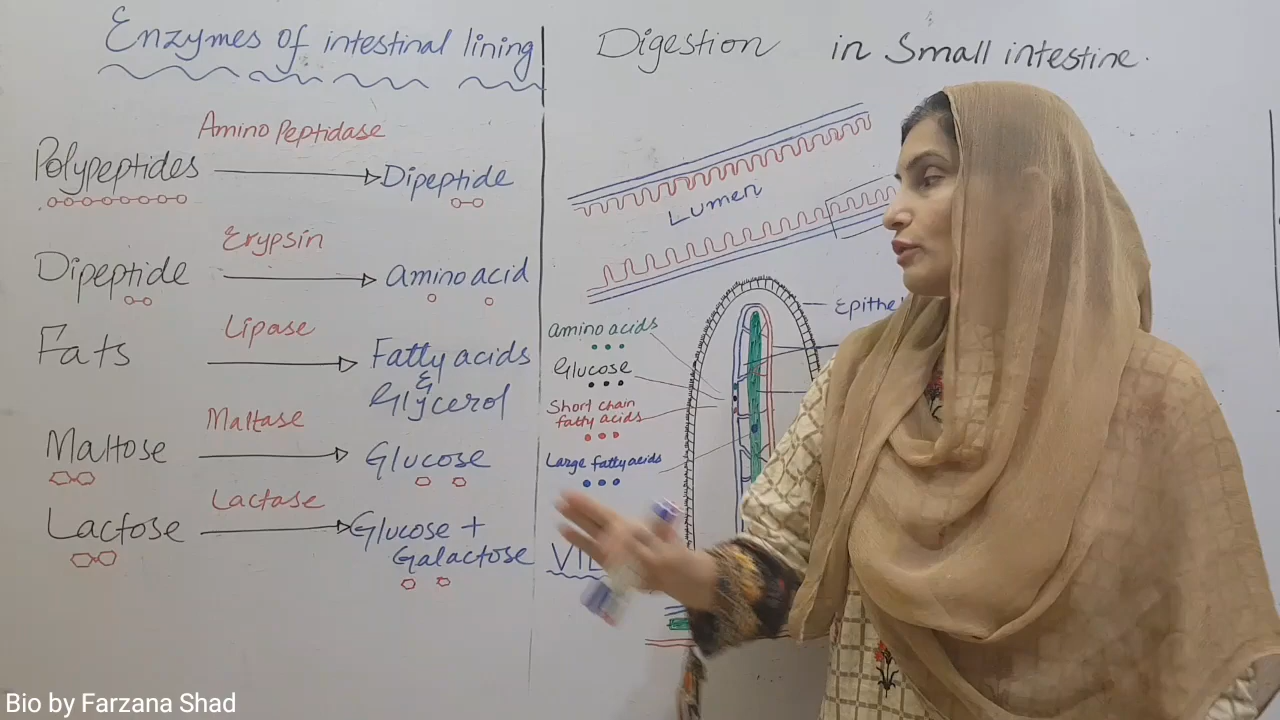 Enzymes of intestinal lining
Amino Peptidase
Polypeptides
Dipeptide
Erypsin
Dipeptide
amino acid
Lipase
Fats
Fatty acids
&
Glycerol
Maltase
Maltose
Glucose
Lactase
Lactose
Glucose +
Galactose
Digestion in Small intestine.
Lumen
amino acids
Glucose
Short chain
fatty acids
Large fatty acids
Bio by Farzana Shad